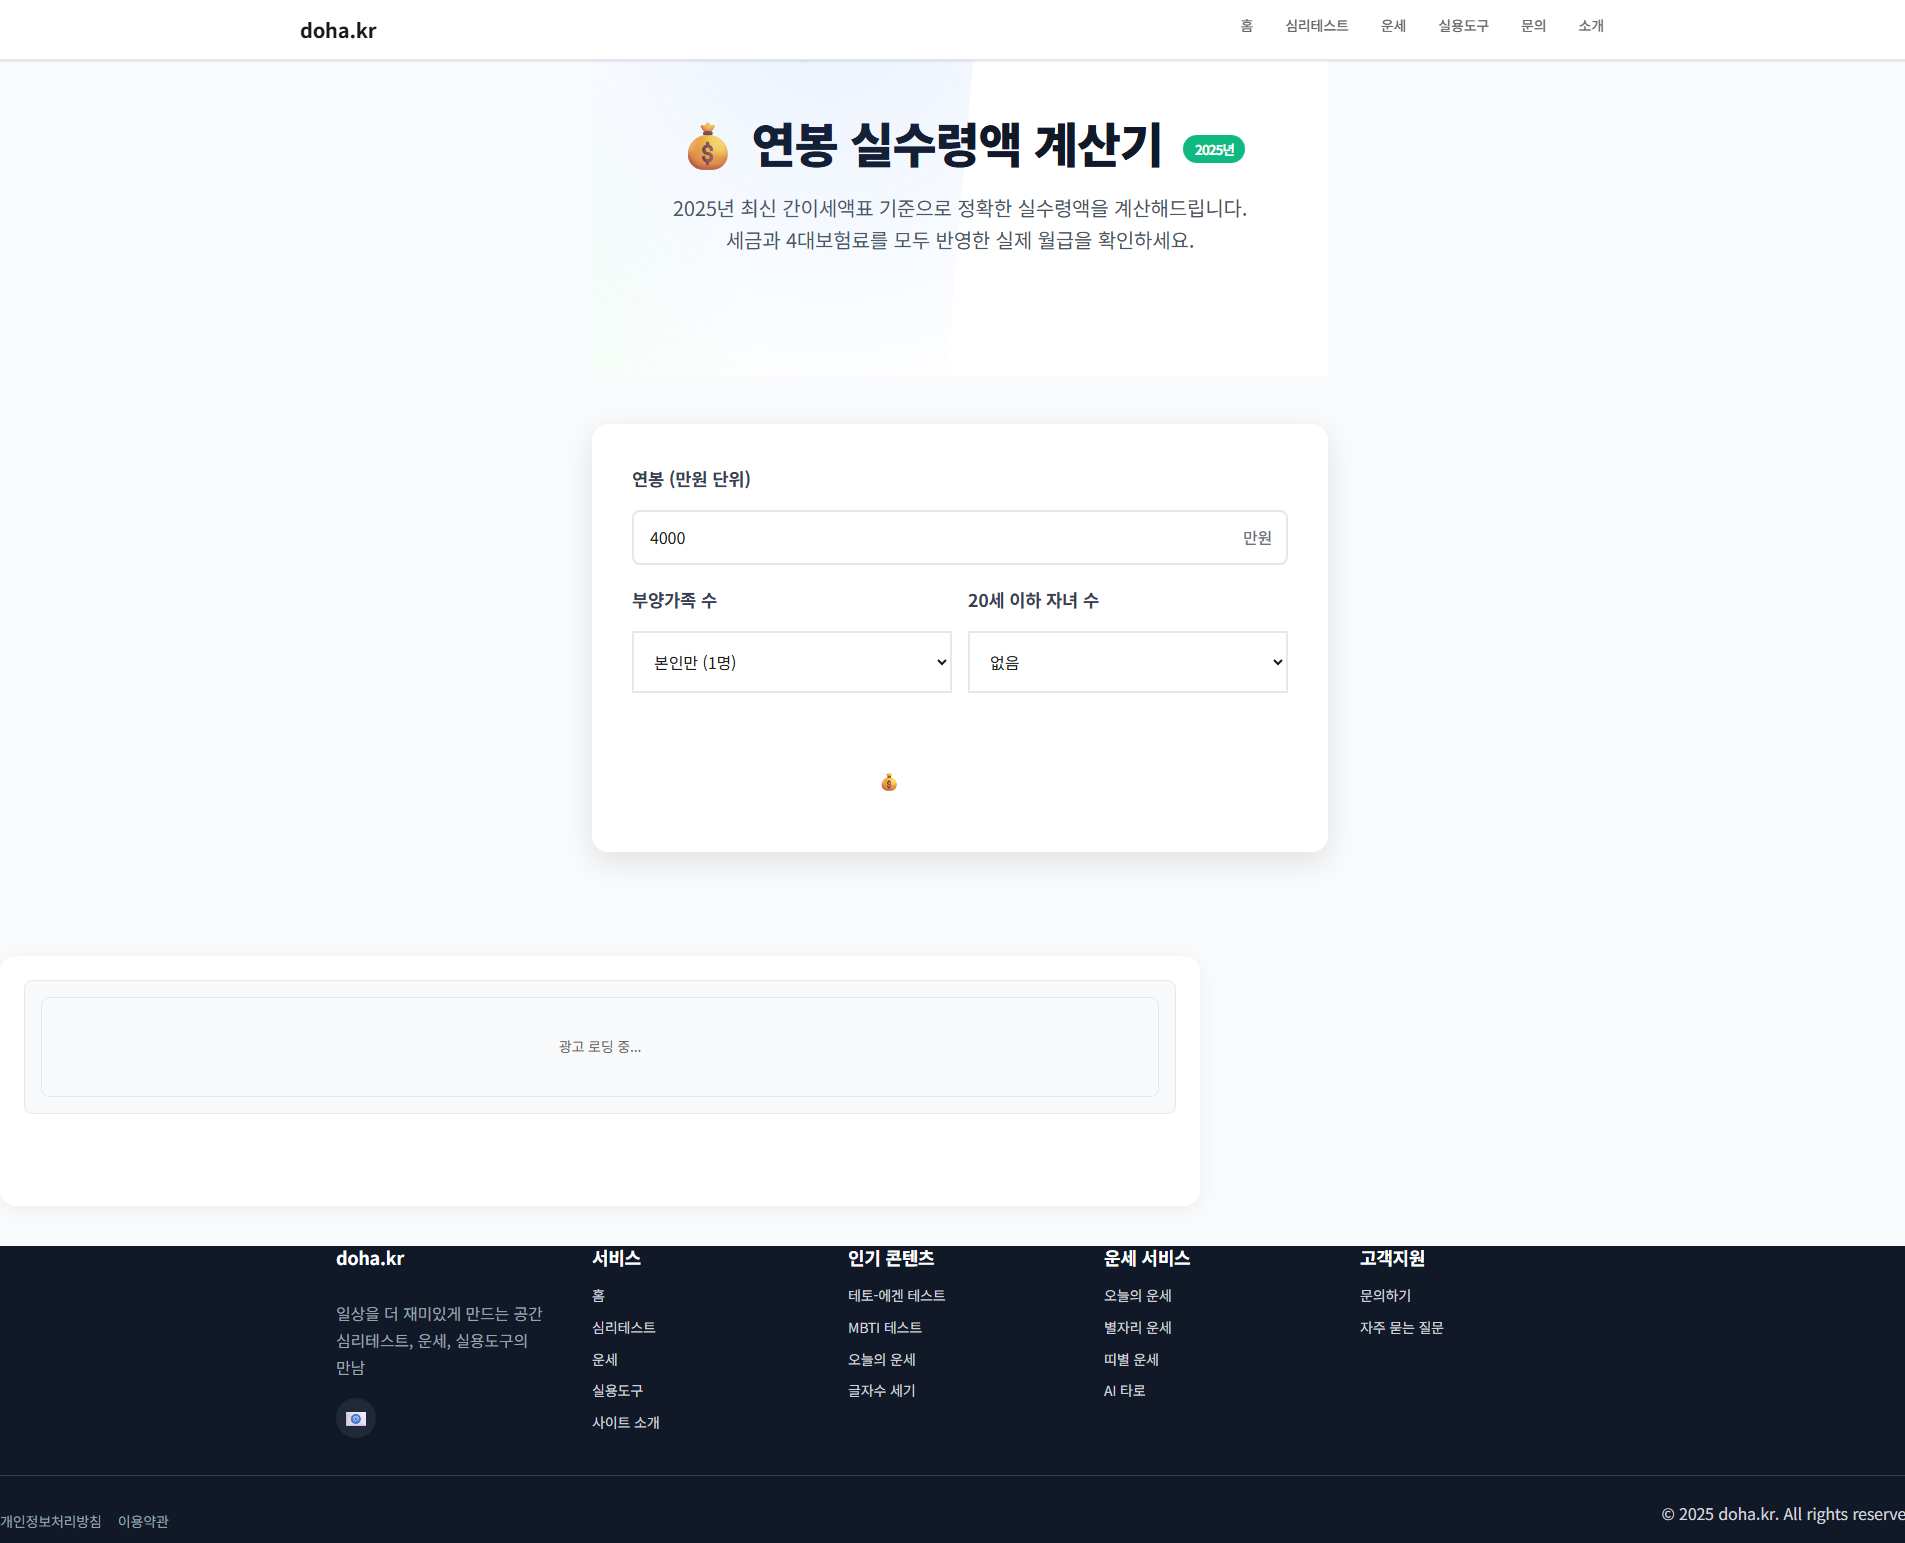 doha.kr
홈 심리테스트 운세 실용도구 문의 소개
연봉 실수령액 계산기 2025년
2025년 최신 간이세액표 기준으로 정확한 실수령액을 계산해드립니다.
세금과 4대보험료를 모두 반영한 실제 월급을 확인하세요.
연봉 (만원 단위)
4000 만원
부양가족 수 20세 이하 자녀 수
본인만 (1명) 없음
광고 로딩 중...
doha.kr
일상을 더 재미있게 만드는 공간
심리테스트, 운세, 실용도구의
만남
서비스
홈
심리테스트
운세
실용도구
사이트 소개
인기 콘텐츠
테토-에겐 테스트
MBTI 테스트
오늘의 운세
글자수 세기
운세 서비스
오늘의 운세
별자리 운세
띠별 운세
AI 타로
고객지원
문의하기
자주 묻는 질문
개인정보처리방침 이용약관
© 2025 doha.kr. All rights reserve